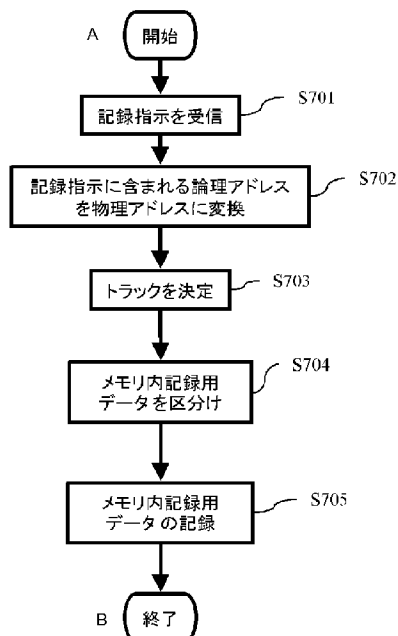 A 開始
記録指示を受信 S701
記録指示に含まれる論理アドレス
を物理アドレスに変換 S702
トラックを決定 S703
メモリ内記録用
データを区分け S704
メモリ内記録用
データの記録 S705
B 終了